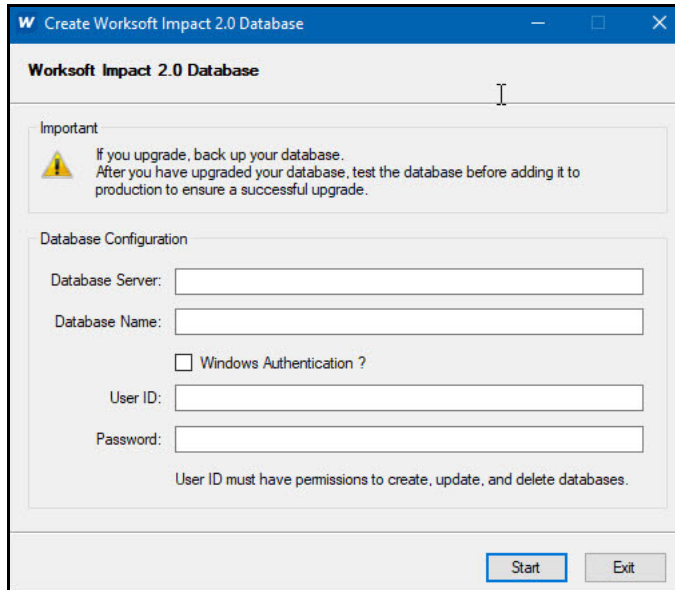 W Create Worksoft Impact 2.0 Database
Worksoft Impact 2.0 Database
Important
If you upgrade, back up your database.
After you have upgraded your database, test the database before adding it to
production to ensure a successful upgrade.
Database Configuration
Database Server:
Database Name:
Windows Authentication ?
User ID:
Password:
User ID must have permissions to create, update, and delete databases.
Start Exit